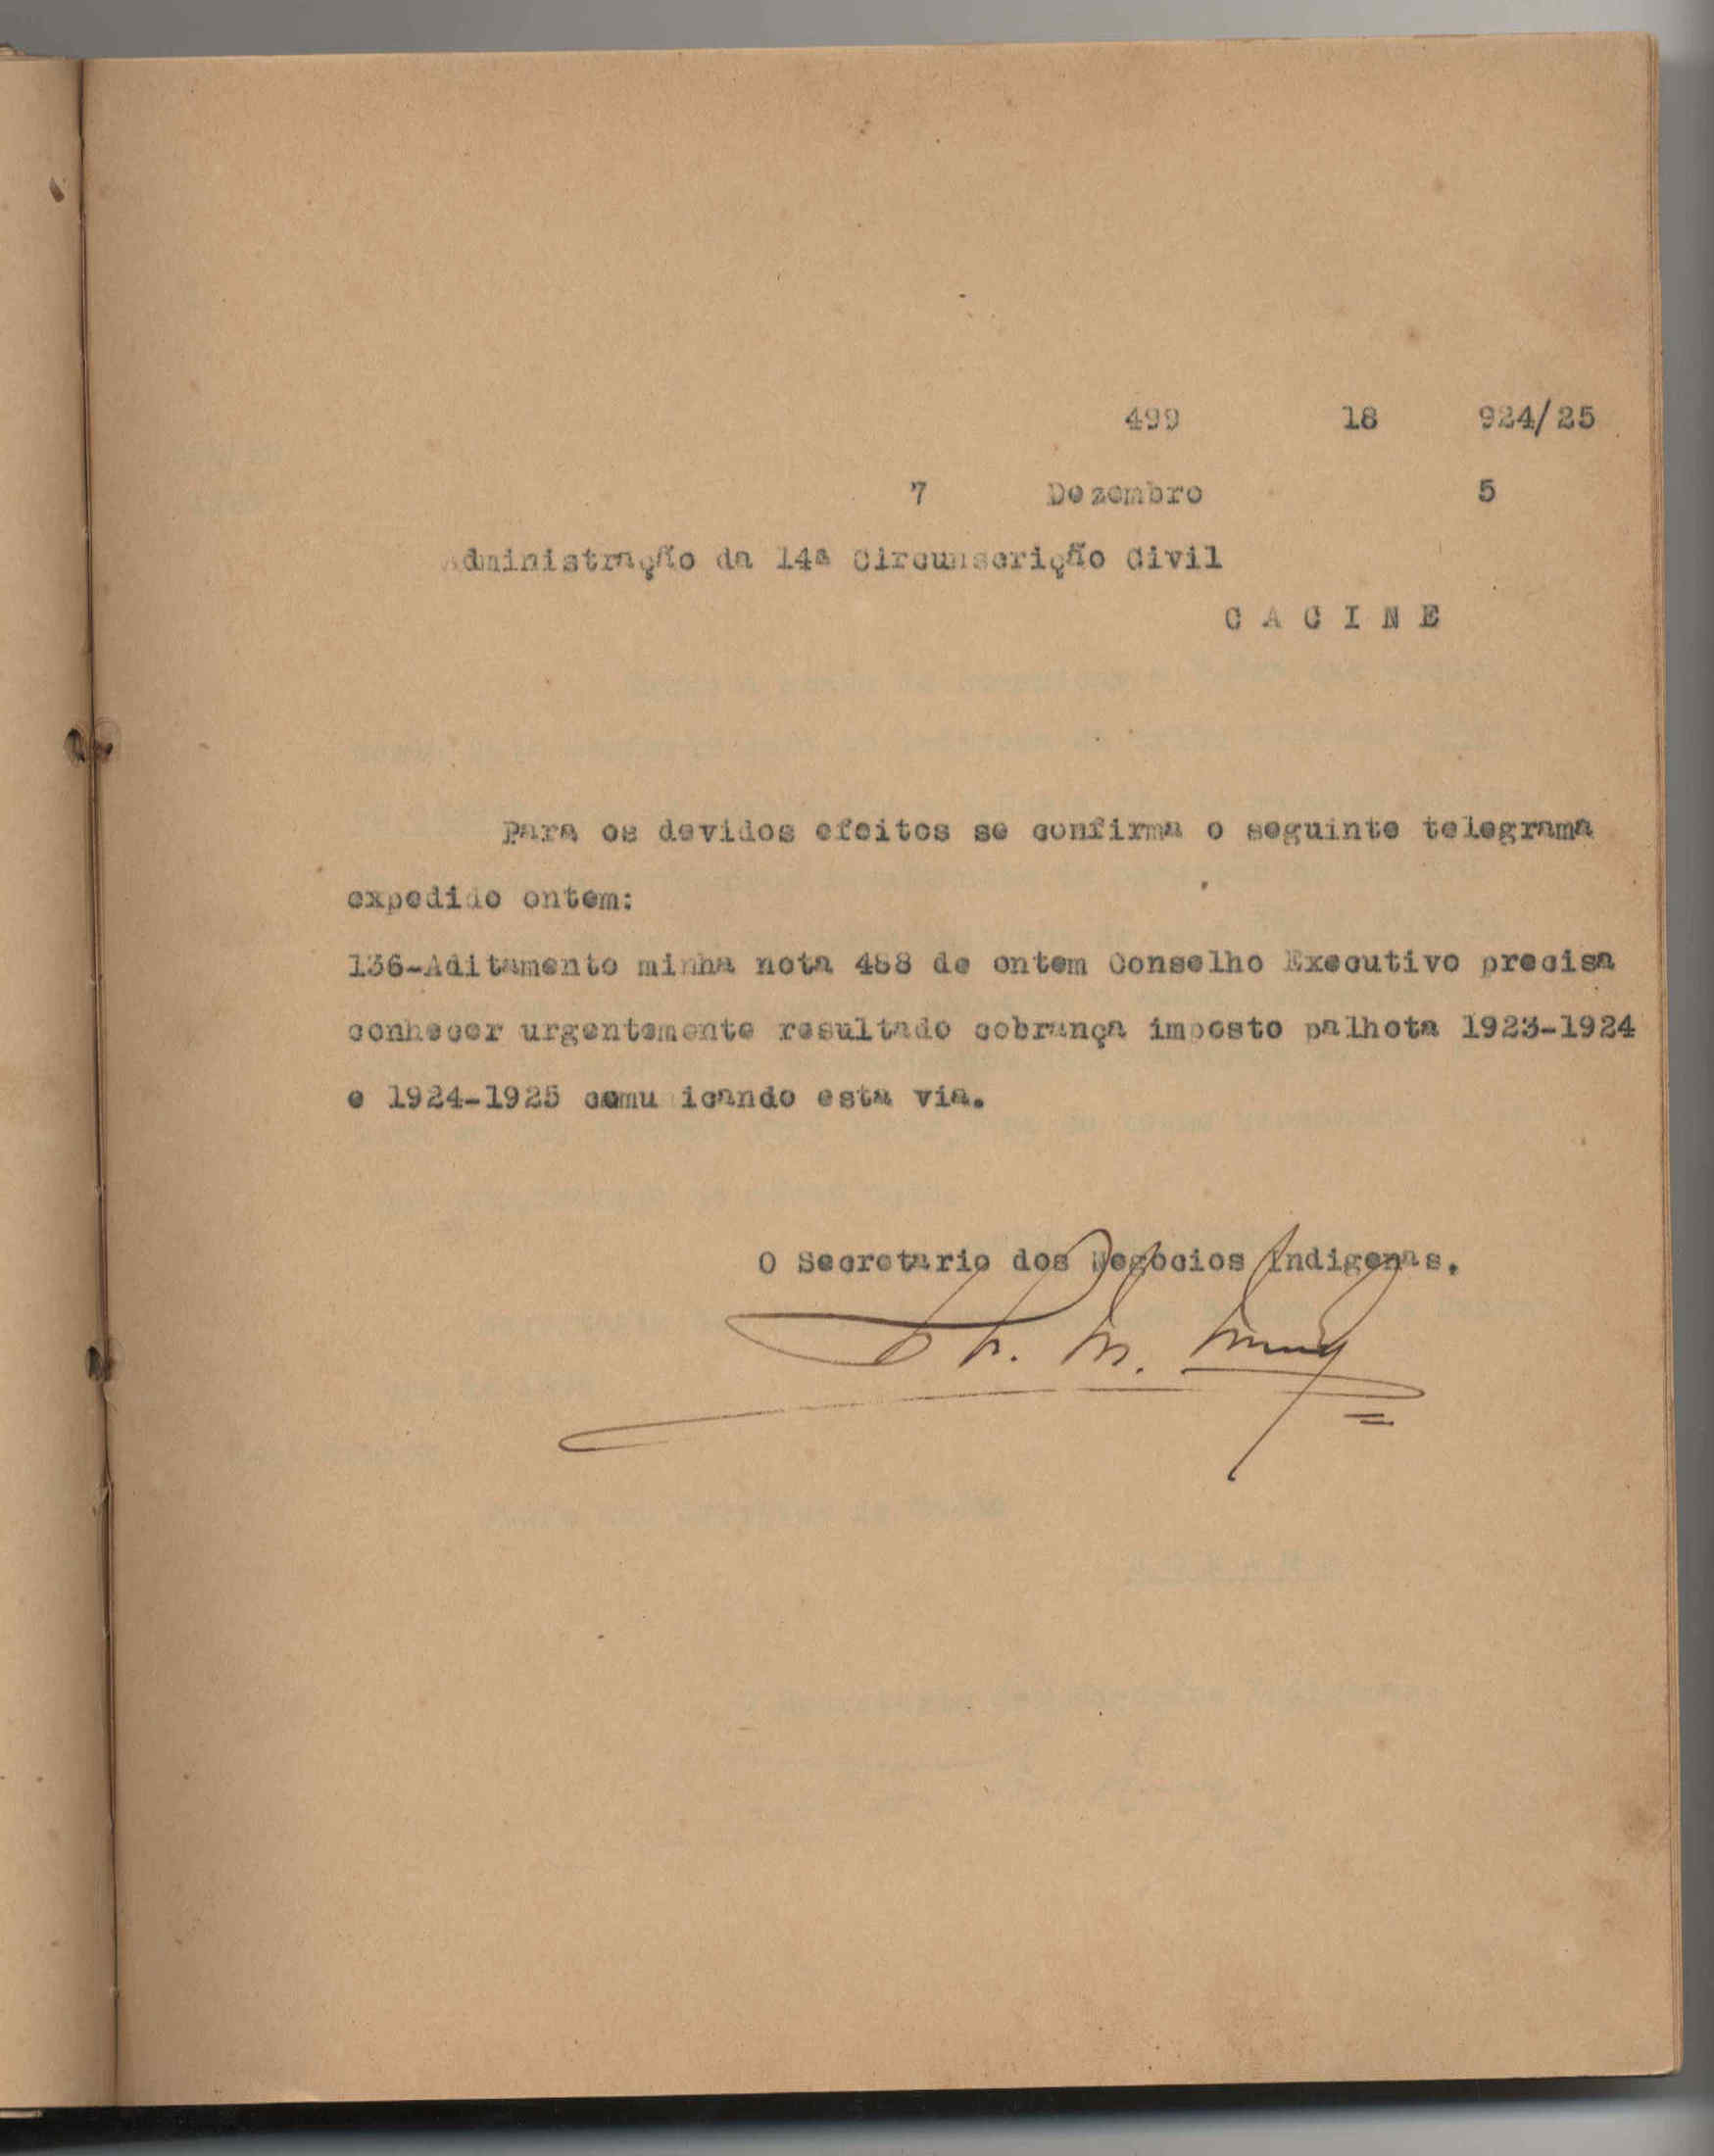 499 18 924/25
7 Dezembro 5
Administração da 14ª Circunscrição Civil
C A C I N E
Para os devidos efeitos se confirma o seguinte telegrama
expedido ontem:
136-Aditamento minha nota 488 de ontem Conselho Executivo precisa
conhecer urgentemente resultado cobrança imposto palhota 1923-1924
e 1924-1925 comu icando esta via.
O Secretario dos Negocios Indigenas.